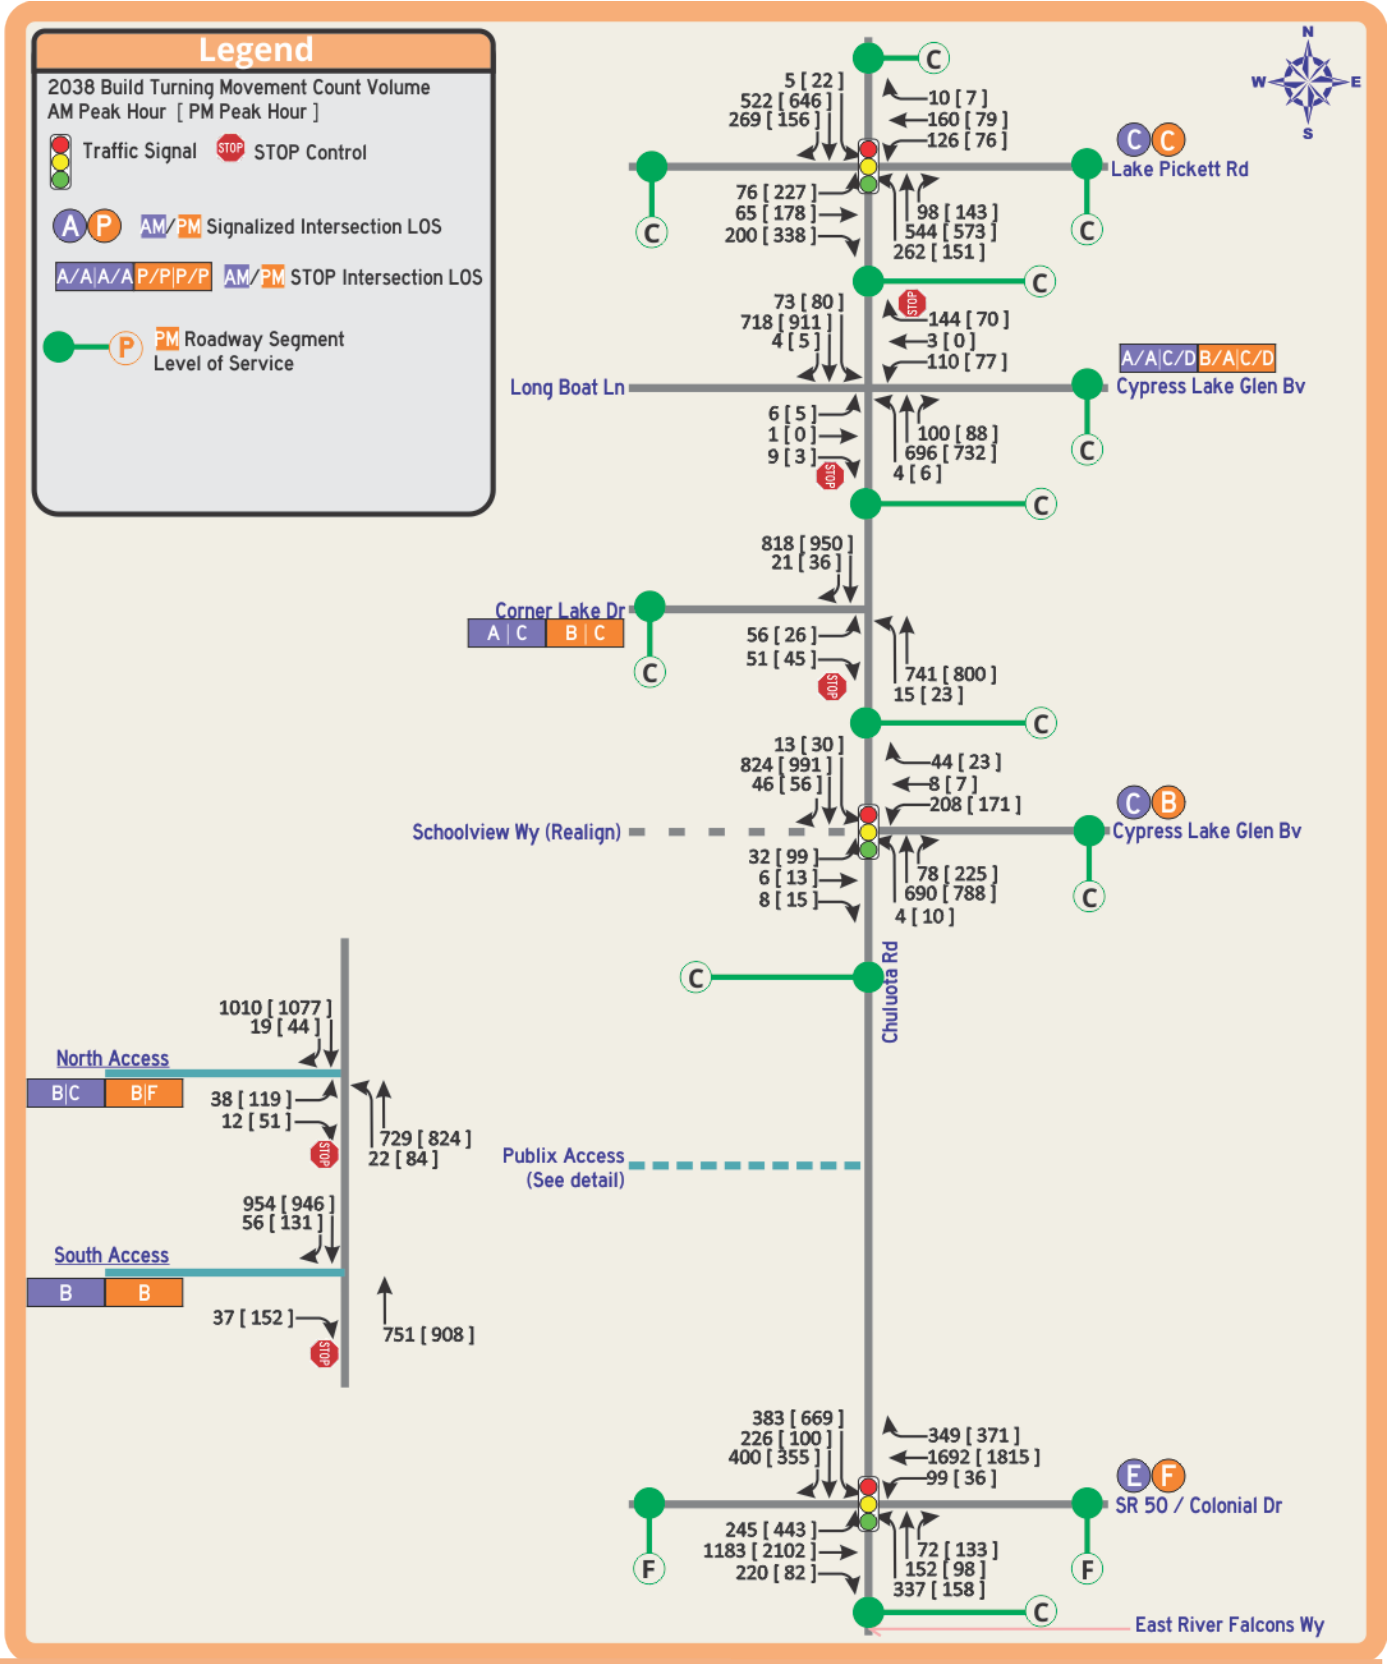 Legend
2038 Build Turning Movement Count Volume
AM Peak Hour [ PM Peak Hour ]
Traffic Signal
STOP
STOP Control
A P
AM/PM Signalized Intersection LOS
A/A|A/A P/P|P/P
AM/PM STOP Intersection LOS
P
PM Roadway Segment
Level of Service
N
W E
S
C
5 [ 22 ]
522 [ 646 ]
269 [ 156 ]
10 [ 7 ]
160 [ 79 ]
126 [ 76 ]
C C
Lake Pickett Rd
76 [ 227 ]
65 [ 178 ]
200 [ 338 ]
98 [ 143 ]
544 [ 573 ]
262 [ 151 ]
C
C
C
STOP
73 [ 80 ]
718 [ 911 ]
4 [ 5 ]
144 [ 70 ]
3 [ 0 ]
110 [ 77 ]
A/A|C/D B/A|C/D
Long Boat Ln
Cypress Lake Glen Bv
6 [ 5 ]
1 [ 0 ]
9 [ 3 ]
STOP
100 [ 88 ]
696 [ 732 ]
4 [ 6 ]
C
C
818 [ 950 ]
21 [ 36 ]
Corner Lake Dr
A | C B | C
C
56 [ 26 ]
51 [ 45 ]
STOP
741 [ 800 ]
15 [ 23 ]
C
13 [ 30 ]
824 [ 991 ]
46 [ 56 ]
44 [ 23 ]
8 [ 7 ]
208 [ 171 ]
C B
Schoolview Wy (Realign)
Cypress Lake Glen Bv
32 [ 99 ]
6 [ 13 ]
8 [ 15 ]
78 [ 225 ]
690 [ 788 ]
4 [ 10 ]
C
C
Chuluota Rd
1010 [ 1077 ]
19 [ 44 ]
North Access
B|C B|F
38 [ 119 ]
12 [ 51 ]
STOP
729 [ 824 ]
22 [ 84 ]
Publix Access
(See detail)
954 [ 946 ]
56 [ 131 ]
South Access
B B
37 [ 152 ]
STOP
751 [ 908 ]
383 [ 669 ]
226 [ 100 ]
400 [ 355 ]
349 [ 371 ]
1692 [ 1815 ]
99 [ 36 ]
E F
SR 50 / Colonial Dr
245 [ 443 ]
1183 [ 2102 ]
220 [ 82 ]
72 [ 133 ]
152 [ 98 ]
337 [ 158 ]
F
F
C
East River Falcons Wy